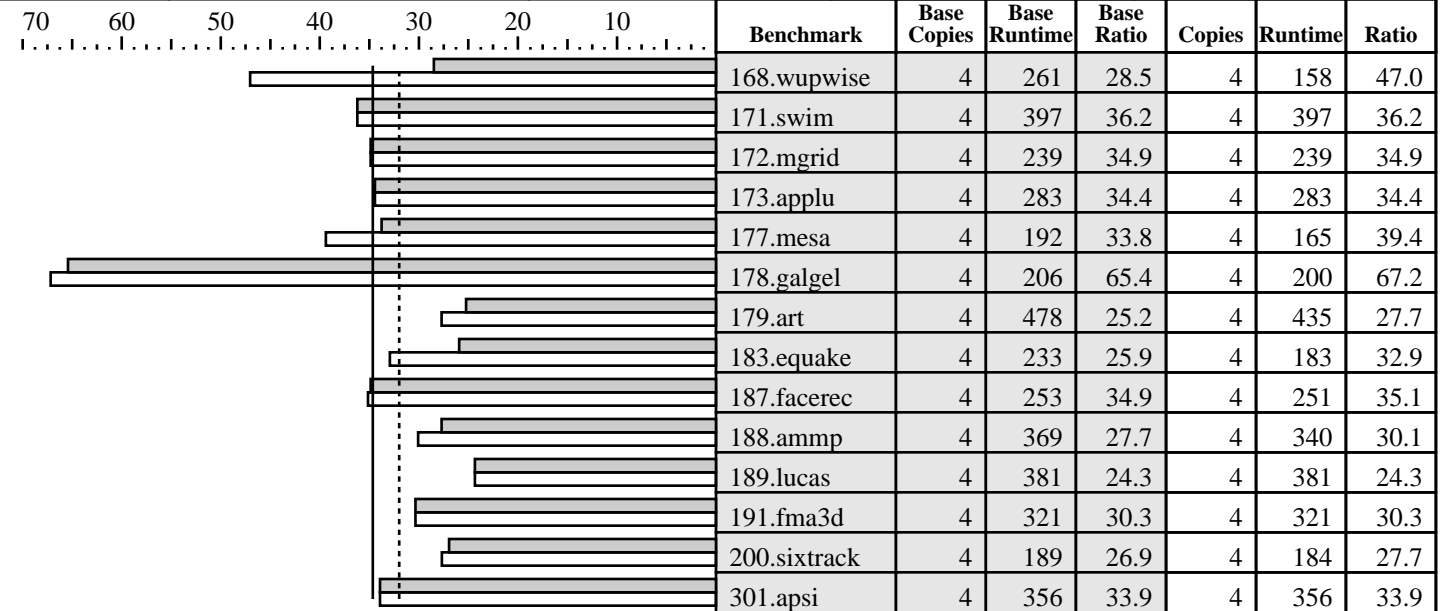 70 60 50 40 30 20 10
Benchmark Base Copies Base Runtime Base Ratio Copies Runtime Ratio
168.wupwise 4 261 28.5 4 158 47.0
171.swim 4 397 36.2 4 397 36.2
172.mgrid 4 239 34.9 4 239 34.9
173.applu 4 283 34.4 4 283 34.4
177.mesa 4 192 33.8 4 165 39.4
178.galgel 4 206 65.4 4 200 67.2
179.art 4 478 25.2 4 435 27.7
183.equake 4 233 25.9 4 183 32.9
187.facerec 4 253 34.9 4 251 35.1
188.ammp 4 369 27.7 4 340 30.1
189.lucas 4 381 24.3 4 381 24.3
191.fma3d 4 321 30.3 4 321 30.3
200.sixtrack 4 189 26.9 4 184 27.7
301.apsi 4 356 33.9 4 356 33.9